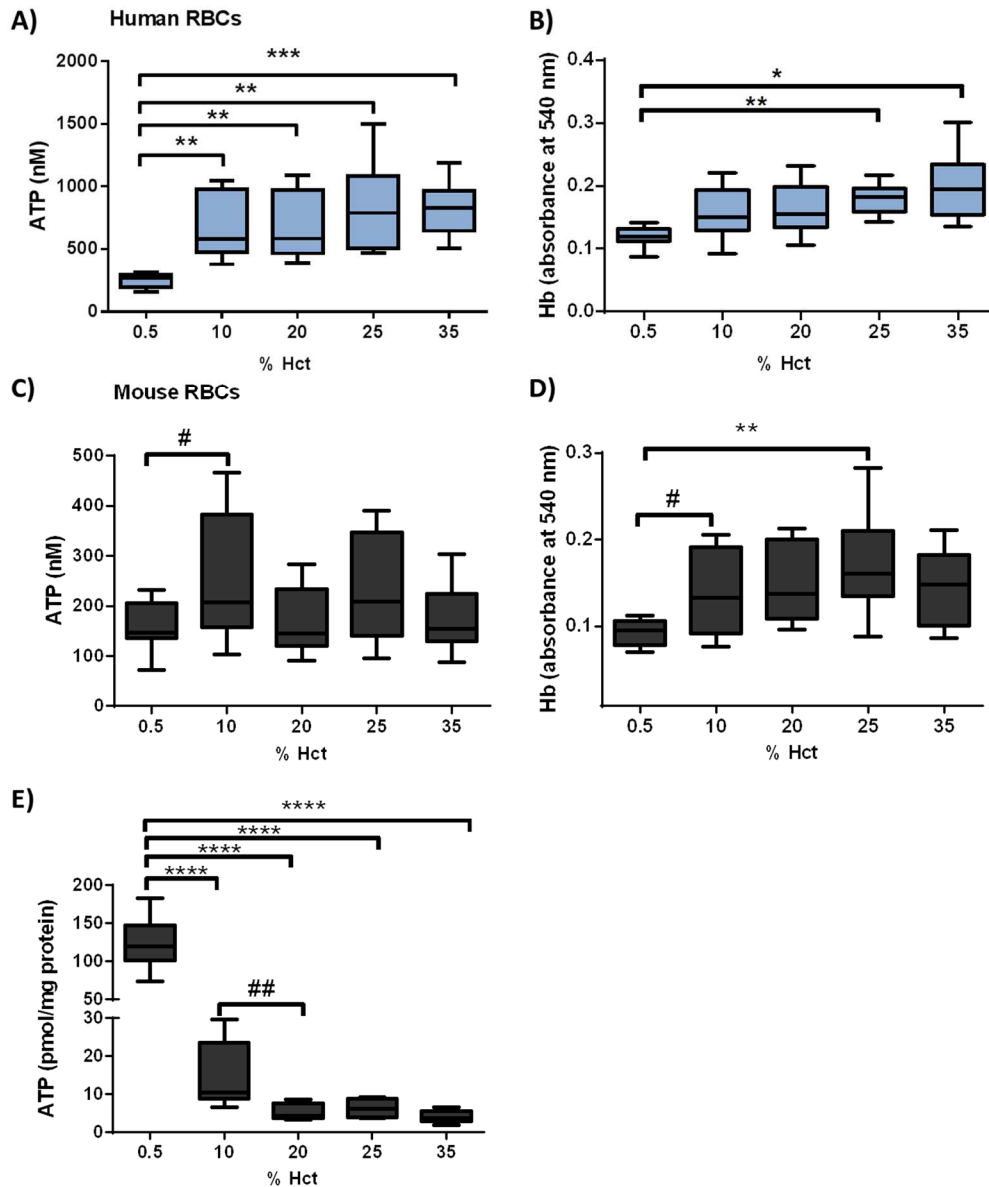 A)
Human RBCs
ATP (nM)
2000
1500
1000
500
0
***
**
**
**
0.5 10 20 25 35
% Hct
B)
Hb (absorbance at 540 nm)
0.4
0.3
0.2
0.1
0.0
*
**
0.5 10 20 25 35
% Hct
C)
Mouse RBCs
ATP (nM)
500
400
300
200
100
0
#
0.5 10 20 25 35
% Hct
D)
Hb (absorbance at 540 nm)
0.3
0.2
0.1
**
#
0.5 10 20 25 35
% Hct
E)
ATP (pmol/mg protein)
200
150
100
50
30
20
10
0
****
****
****
****
##
0.5 10 20 25 35
% Hct